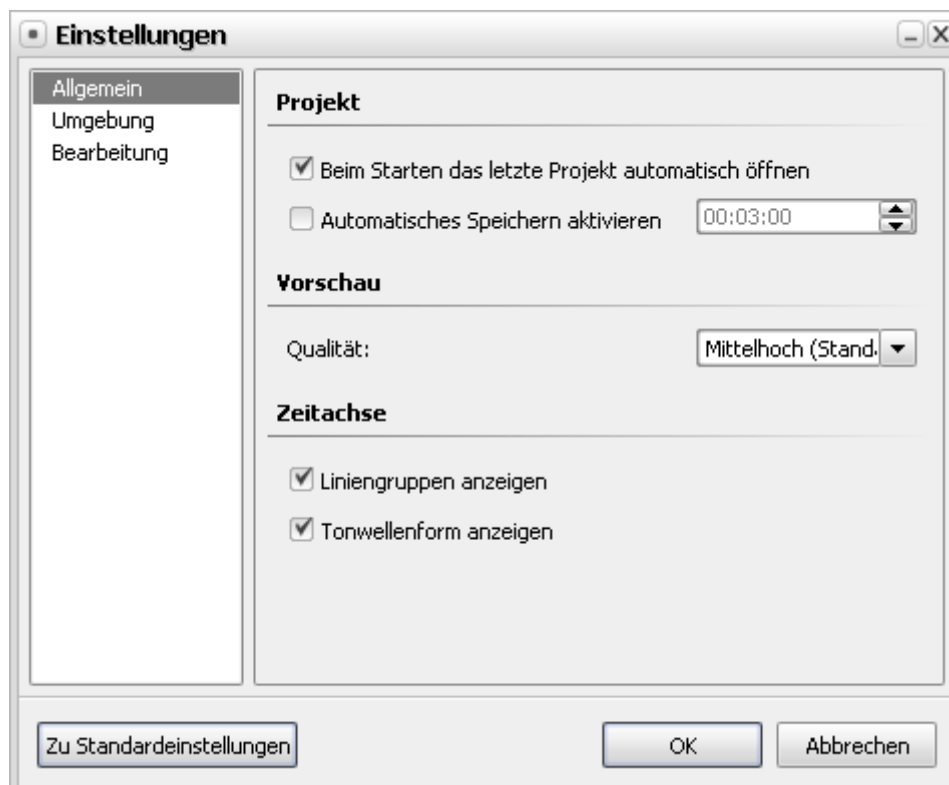 Einstellungen
Allgemein
Umgebung
Bearbeitung
Projekt
Beim Starten das letzte Projekt automatisch öffnen
Automatisches Speichern aktivieren 00:03:00
Vorschau
Qualität: Mittelhoch (Stand
Zeitachse
Liniengruppen anzeigen
Tonwellenform anzeigen
Zu Standardeinstellungen OK Abbrechen